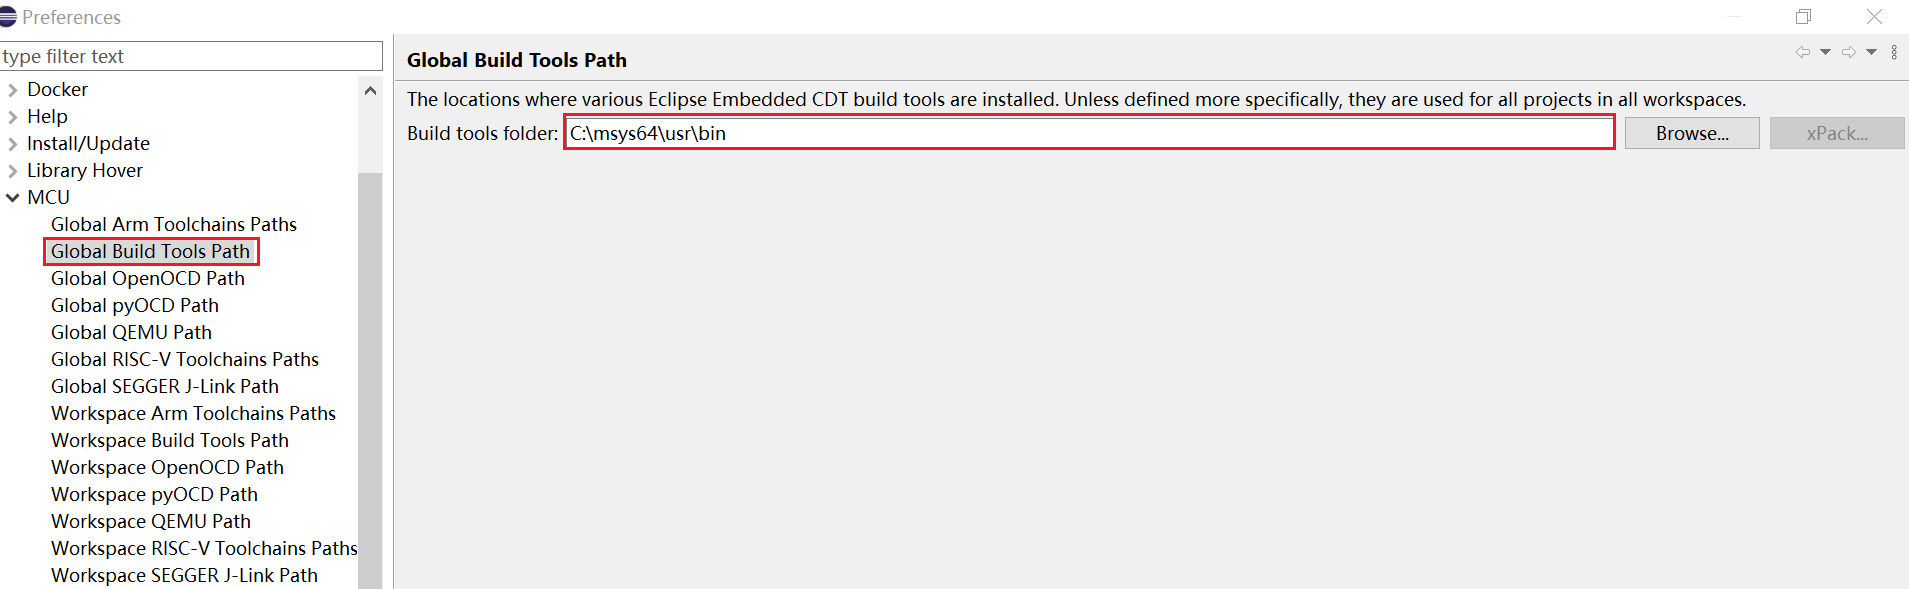 Preferences
type filter text
Docker
Help
Install/Update
Library Hover
MCU
Global Arm Toolchains Paths
Global Build Tools Path
Global OpenOCD Path
Global pyOCD Path
Global QEMU Path
Global RISC-V Toolchains Paths
Global SEGGER J-Link Path
Workspace Arm Toolchains Paths
Workspace Build Tools Path
Workspace OpenOCD Path
Workspace pyOCD Path
Workspace QEMU Path
Workspace RISC-V Toolchains Paths
Workspace SEGGER J-Link Path
Global Build Tools Path
The locations where various Eclipse Embedded CDT build tools are installed. Unless defined more specifically, they are used for all projects in all workspaces.
Build tools folder: C:\msys64\usr\bin Browse... xPack...